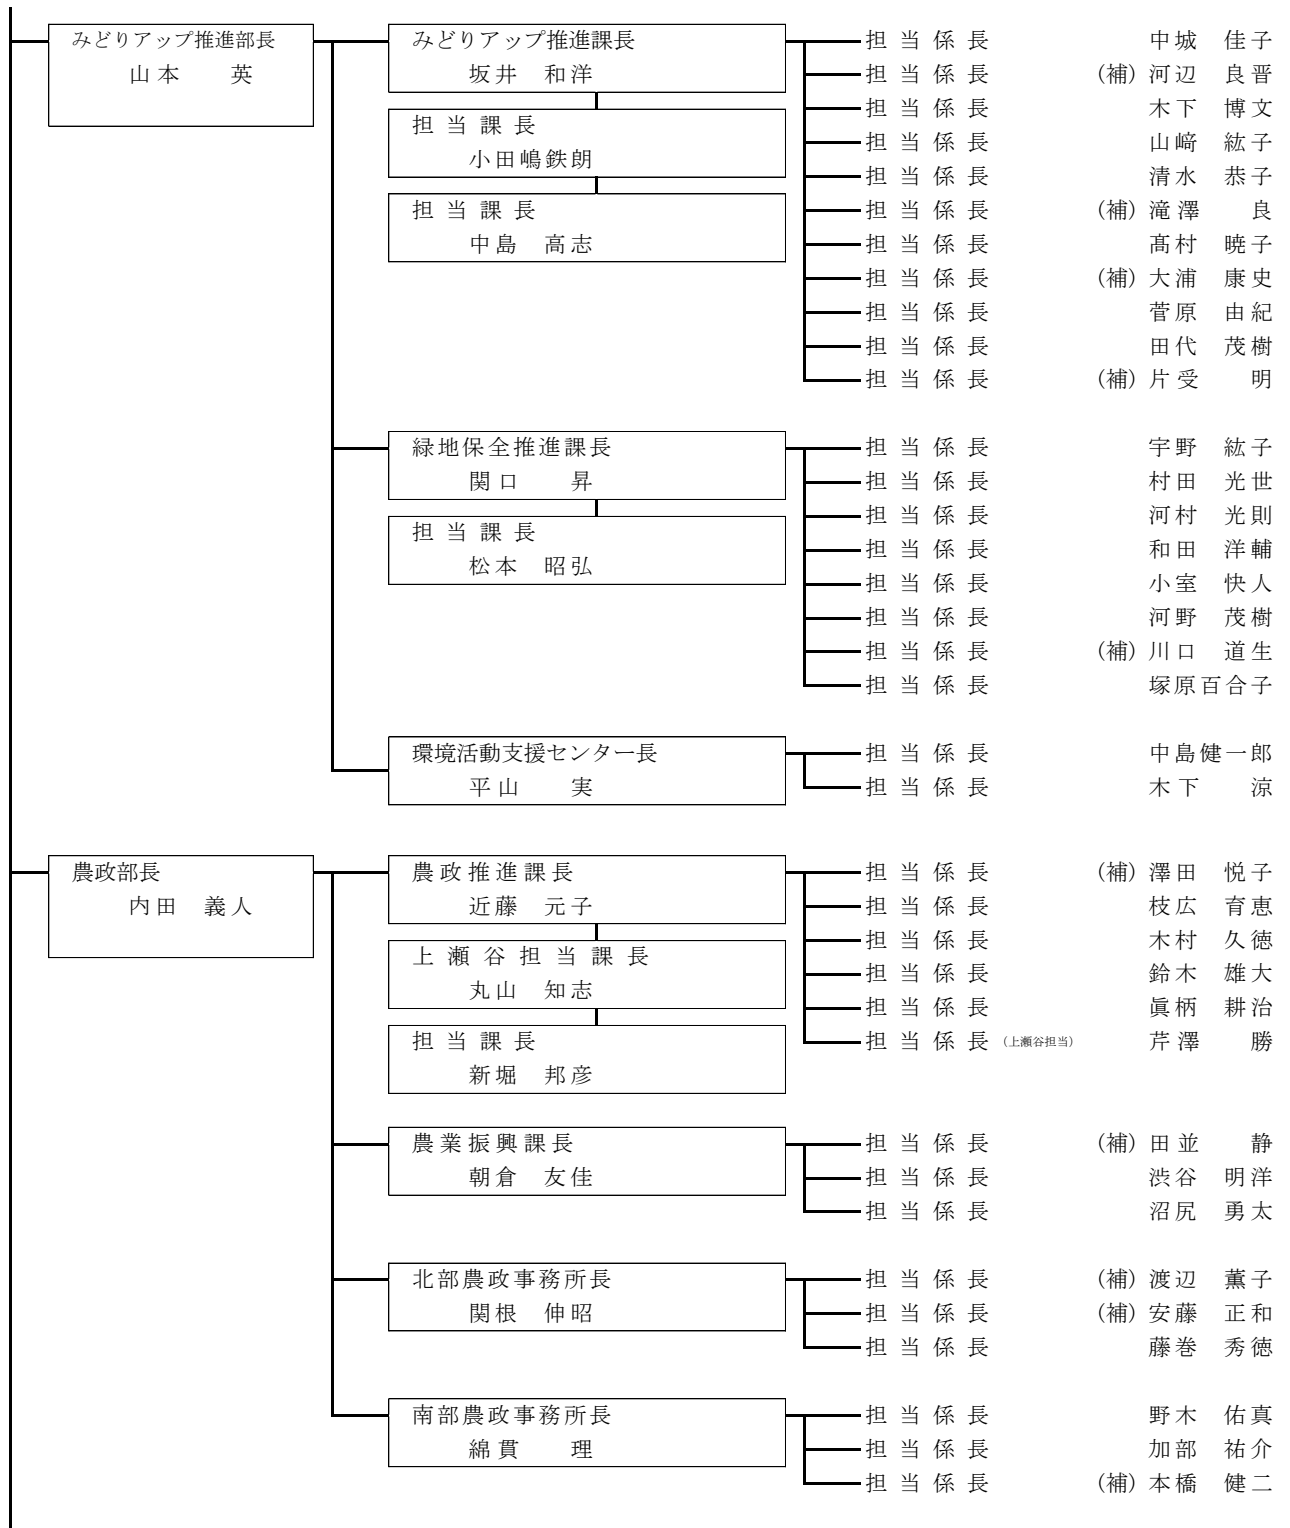 みどりアップ推進部長　みどりアップ推進課長　担当係長　中城　佳子
山本　英　坂井　和洋　担当係長　（補）河辺　良晋
担当係長　木下　博文
担当課長
小田嶋鉄朗　担当係長　山﨑　紘子
担当係長　清水　恭子
担当課長　担当係長　（補）滝澤　良
中島　高志　担当係長　髙村　暁子
担当係長　（補）大浦　康史
担当係長　菅原　由紀
担当係長　田代　茂樹
担当係長　（補）片受　明
緑地保全推進課長　担当係長　宇野　紘子
関口　昇　担当係長　村田　光世
担当係長　河村　光則
担当課長
担当係長　和田　洋輔
松本　昭弘
担当係長　小室　快人
担当係長　河野　茂樹
担当係長　（補）川口　道生
担当係長　塚原百合子
環境活動支援センター長　担当係長　中島健一郎
平山　実　担当係長　木下　涼
農政部長　農政推進課長　担当係長　（補）澤田　悦子
内田　義人　近藤　元子　担当係長　枝広　育恵
担当係長　木村　久徳
上瀬谷担当課長
担当係長　鈴木　雄大
丸山　知志
担当係長　眞柄　耕治
担当課長　担当係長（上瀬谷担当）　芹澤　勝
新堀　邦彦
農業振興課長　担当係長　（補）田並　静
朝倉　友佳　担当係長　渋谷　明洋
担当係長　沼尻　勇太
北部農政事務所長　担当係長　（補）渡辺　薫子
関根　伸昭　担当係長　（補）安藤　正和
担当係長　藤巻　秀徳
南部農政事務所長　担当係長　野木　佑真
綿貫　理　担当係長　加部　祐介
担当係長　（補）本橋　健二